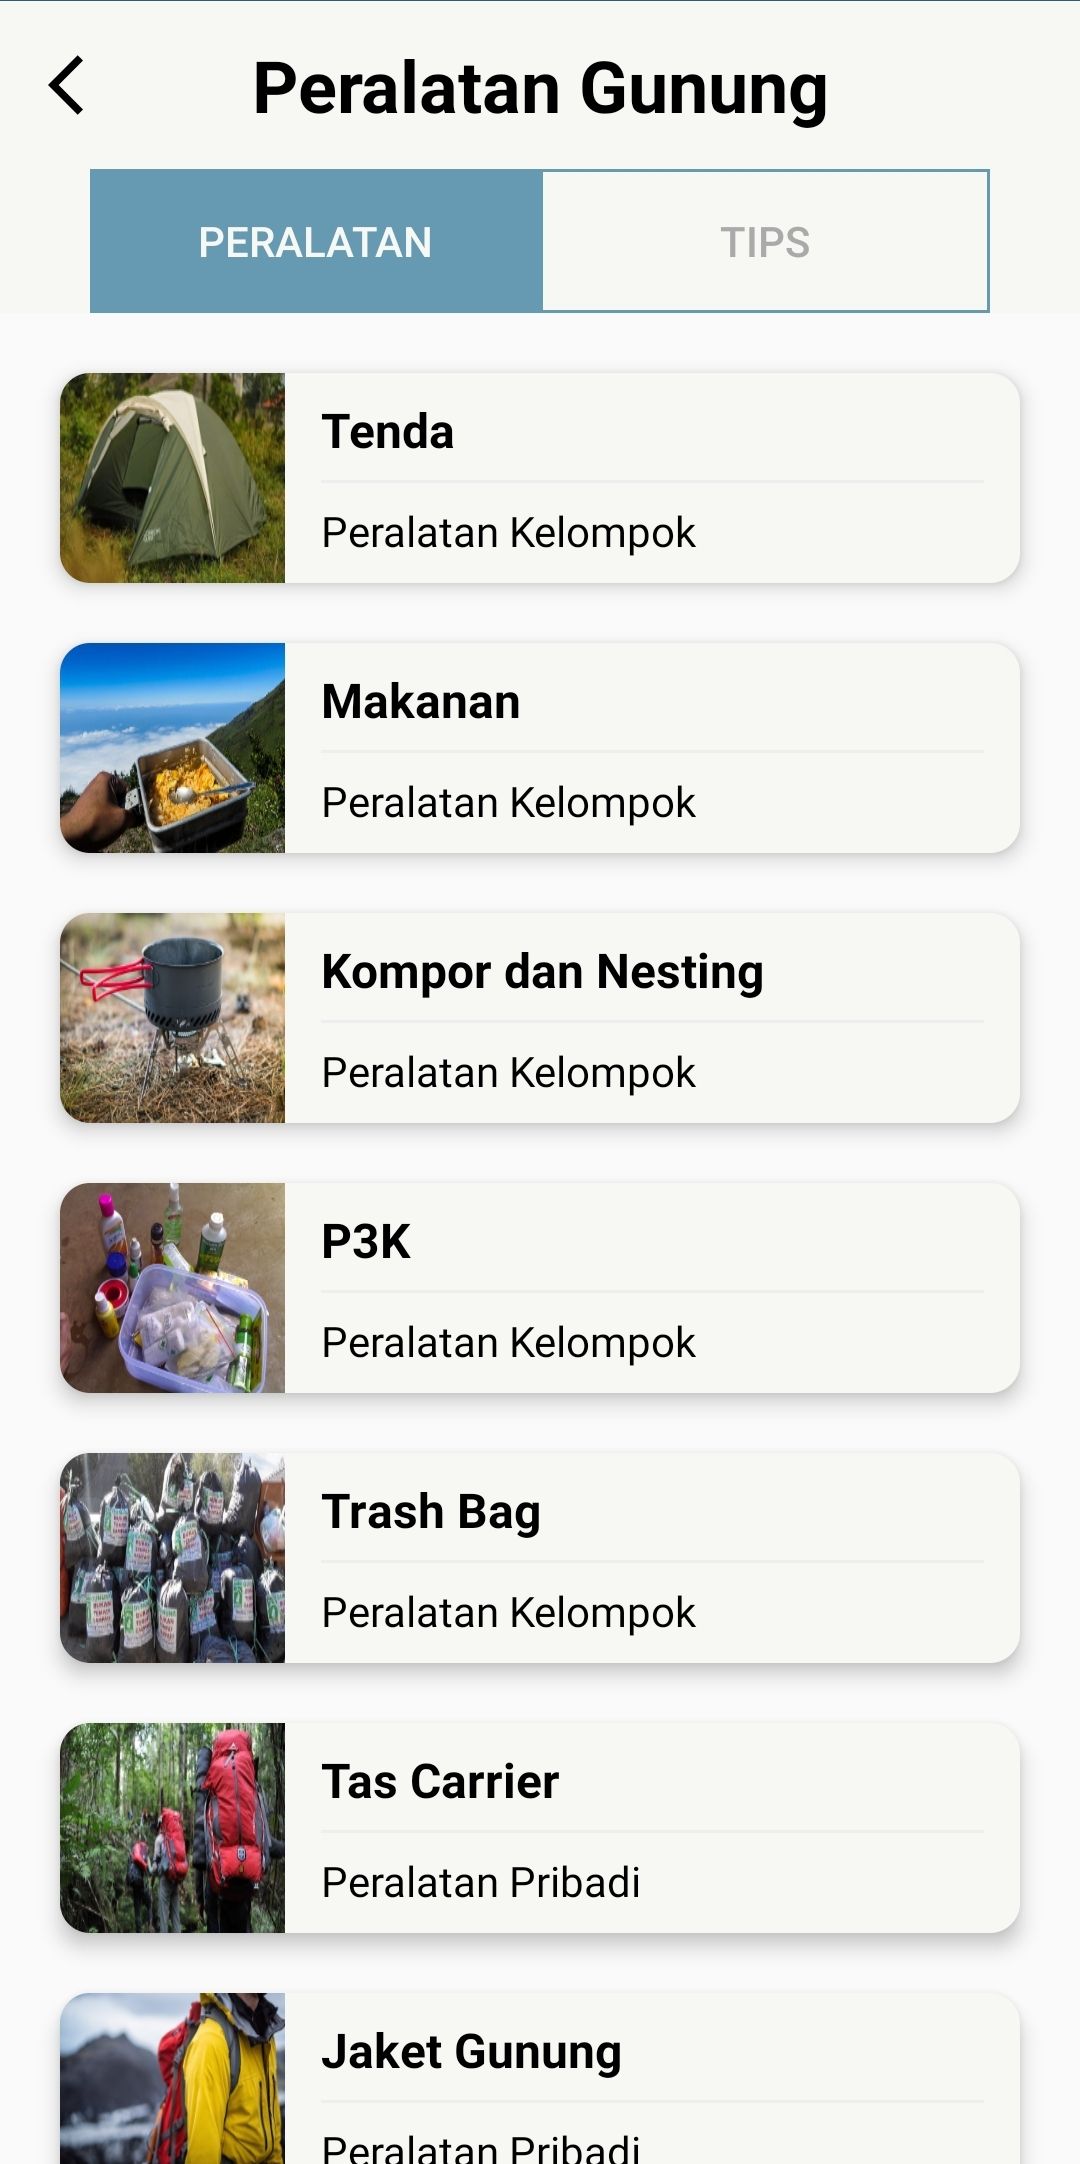 Peralatan Gunung
PERALATAN
TIPS
Tenda
Peralatan Kelompok
Makanan
Peralatan Kelompok
Kompor dan Nesting
Peralatan Kelompok
P3K
Peralatan Kelompok
Trash Bag
Peralatan Kelompok
Tas Carrier
Peralatan Pribadi
Jaket Gunung
Peralatan Pribadi